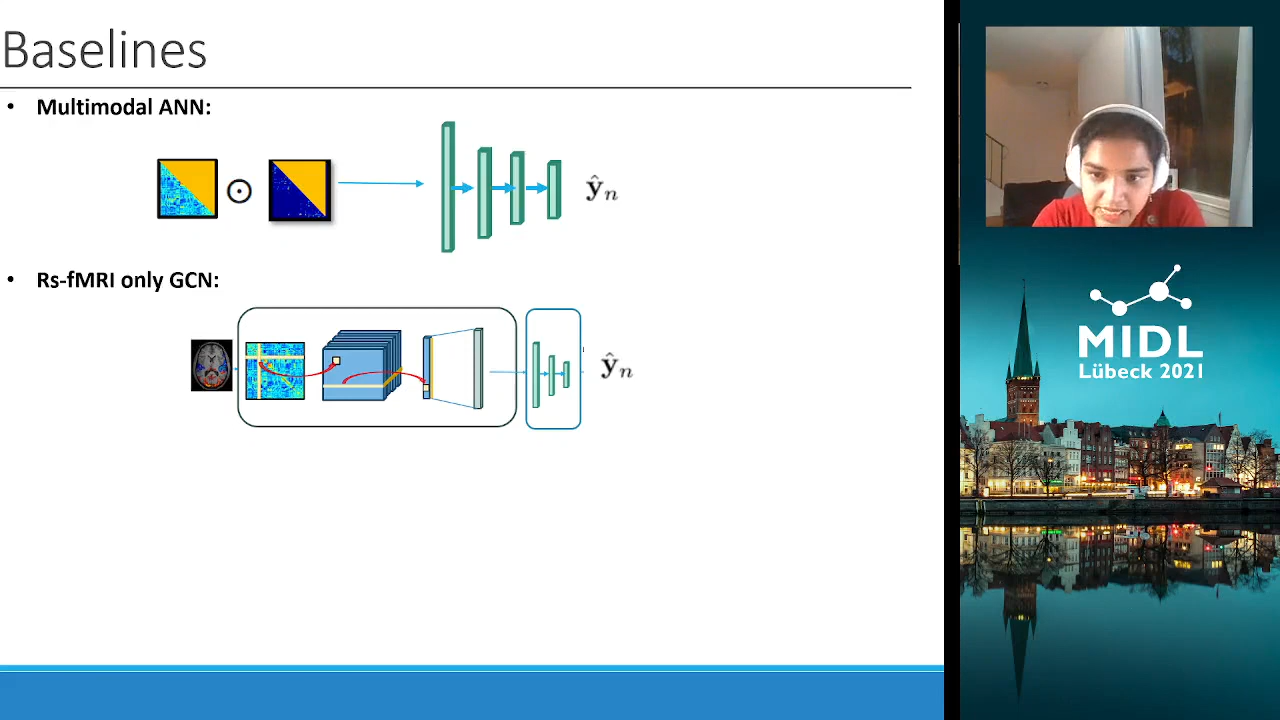 Baselines
• Multimodal ANN:
⊙ ŷn
• Rs-fMRI only GCN:
ŷn
MIDL
Lübeck 2021